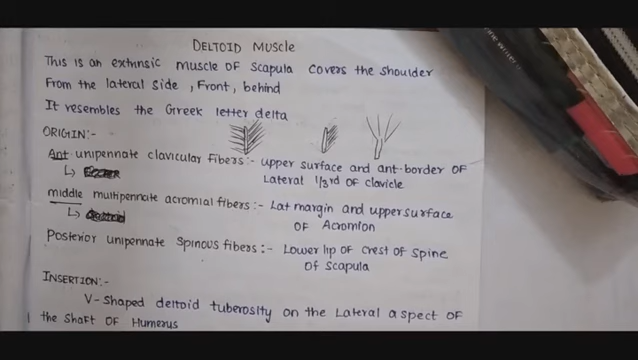 DELTOID MUSCLE
This is an extrinsic muscle of scapula covers the shoulder
From the lateral side, Front, behind
It resembles the Greek letter delta
ORIGIN:-
Ant unipennate clavicular fibers:- upper surface and ant-border of
Lateral 1/3rd of clavicle
middle multipennate acromial fibers:- Lat margin and upper surface
of Acromion
Posterior unipennate spinous fibers:- Lower lip of crest of spine
of scapula
INSERTION:-
V-shaped deltoid tuberosity on the Lateral aspect of
the shaft of Humerus